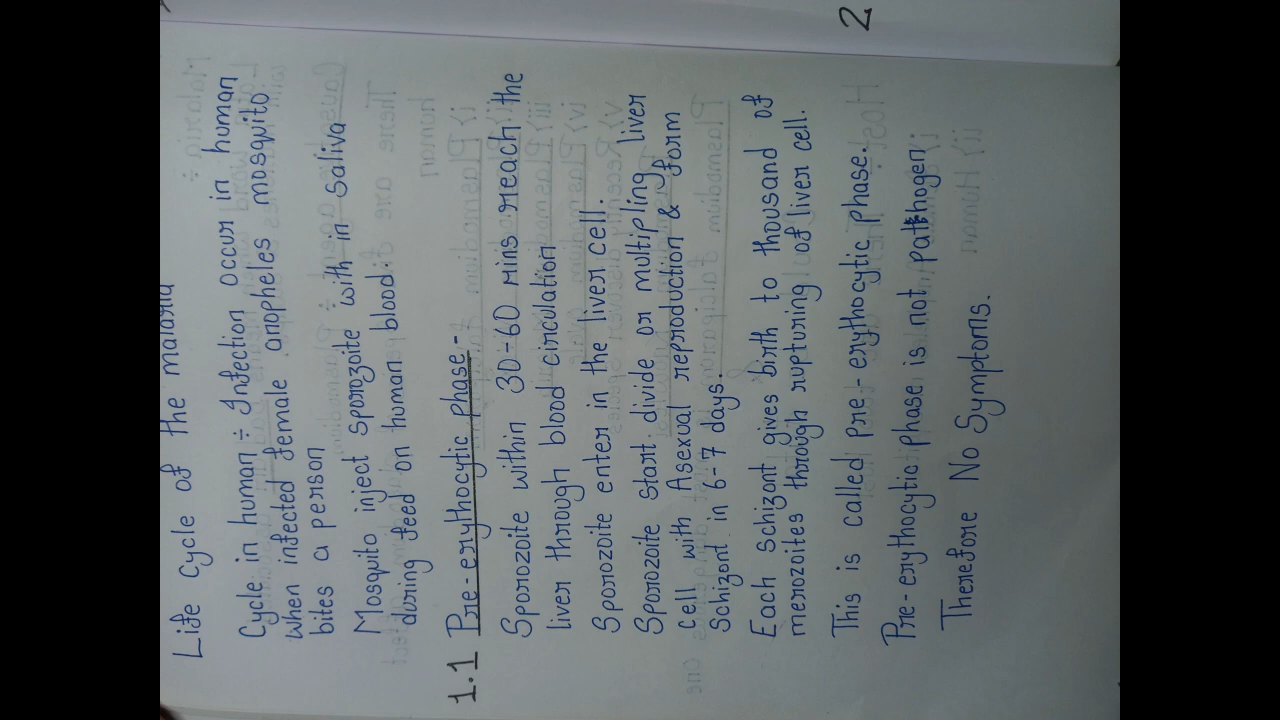 Life Cycle of the malaria
Cycle in human ÷ Infection occur in human
when infected female anopheles mosquito
bites a person
Mosquito inject sporozoite with in saliva
during feed on human blood.
1.1 Pre-erythocytic phase -
Sporozoite within 30-60 mins reach the
liver through blood circulation
Sporozoite enter in the liver cell.
Sporozoite start divide or multipling liver
cell with Asexual reproduction & form
Schizont in 6-7 days.
Each schizont gives birth to thousand of
merozoites through rupturing of liver cell.
This is called pre-erythocytic phase.
Pre-erythocytic phase is not pathogen.
Therefore No Symptoms.
2